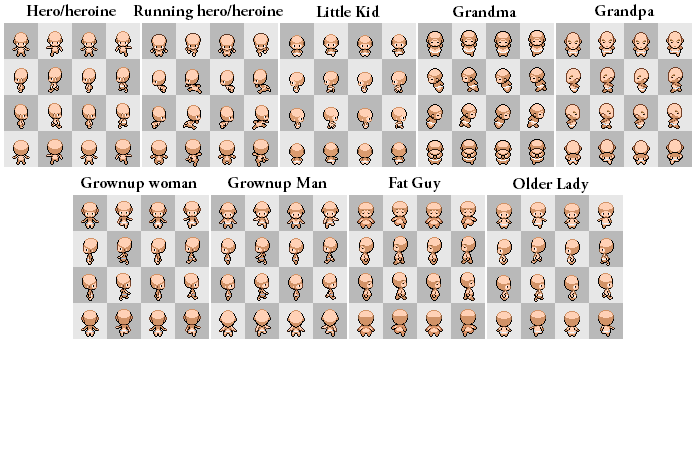 Hero/heroine
Running hero/heroine
Little Kid
Grandma
Grandpa
Grownup woman
Grownup Man
Fat Guy
Older Lady